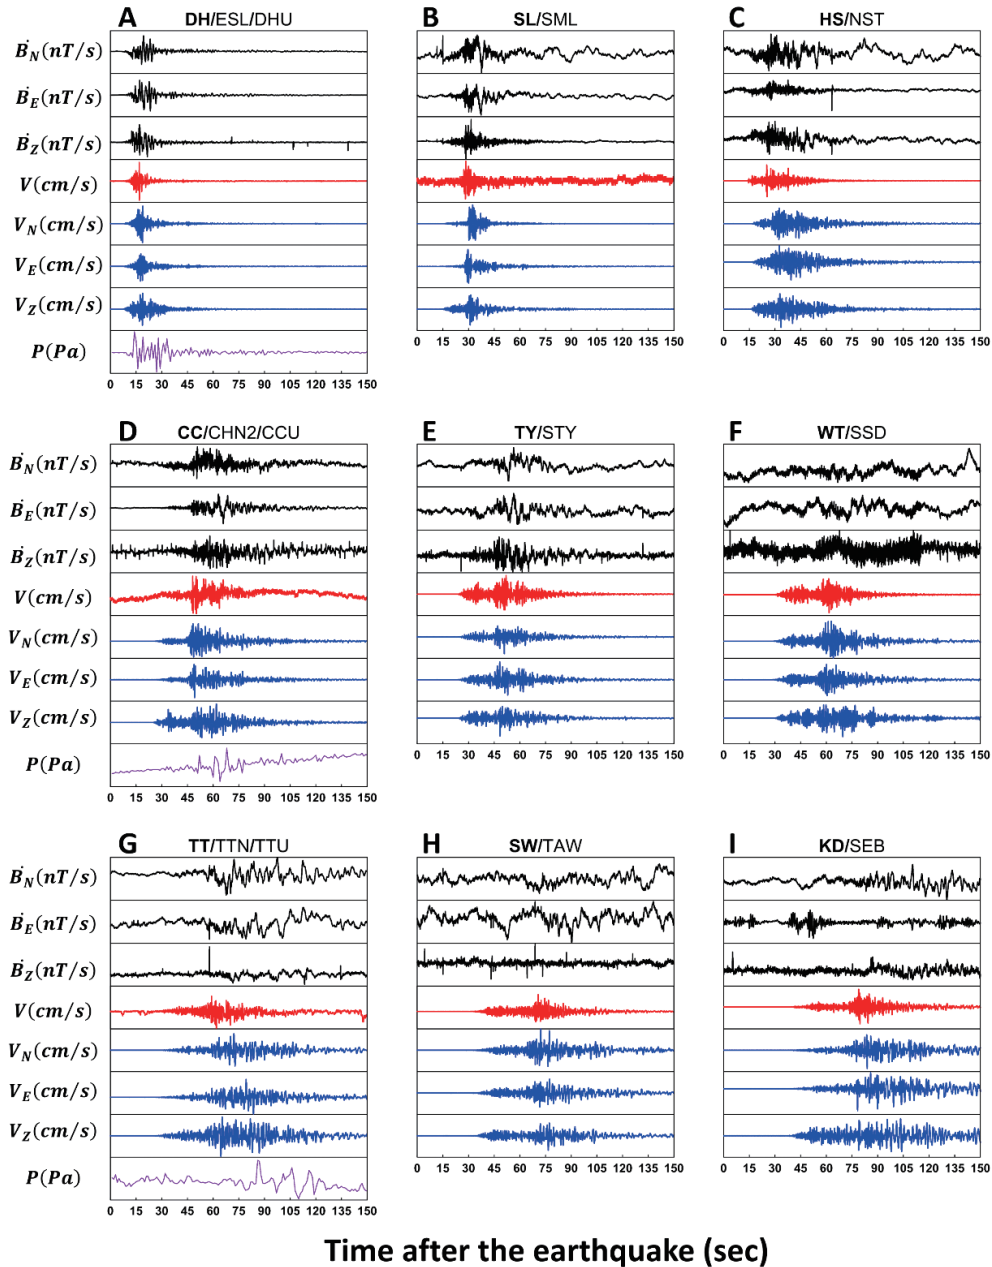 A DH/ESL/DHU
B SL/SML
C HS/NST
Ḃ_N(nT/s)
Ḃ_E(nT/s)
Ḃ_Z(nT/s)
V(cm/s)
V_N(cm/s)
V_E(cm/s)
V_Z(cm/s)
P(Pa)
0 15 30 45 60 75 90 105 120 135 150
0 15 30 45 60 75 90 105 120 135 150
0 15 30 45 60 75 90 105 120 135 150
D CC/CHN2/CCU
E TY/STY
F WT/SSD
Ḃ_N(nT/s)
Ḃ_E(nT/s)
Ḃ_Z(nT/s)
V(cm/s)
V_N(cm/s)
V_E(cm/s)
V_Z(cm/s)
P(Pa)
0 15 30 45 60 75 90 105 120 135 150
0 15 30 45 60 75 90 105 120 135 150
0 15 30 45 60 75 90 105 120 135 150
G TT/TTN/TTU
H SW/TAW
I KD/SEB
Ḃ_N(nT/s)
Ḃ_E(nT/s)
Ḃ_Z(nT/s)
V(cm/s)
V_N(cm/s)
V_E(cm/s)
V_Z(cm/s)
P(Pa)
0 15 30 45 60 75 90 105 120 135 150
0 15 30 45 60 75 90 105 120 135 150
0 15 30 45 60 75 90 105 120 135 150
Time after the earthquake (sec)